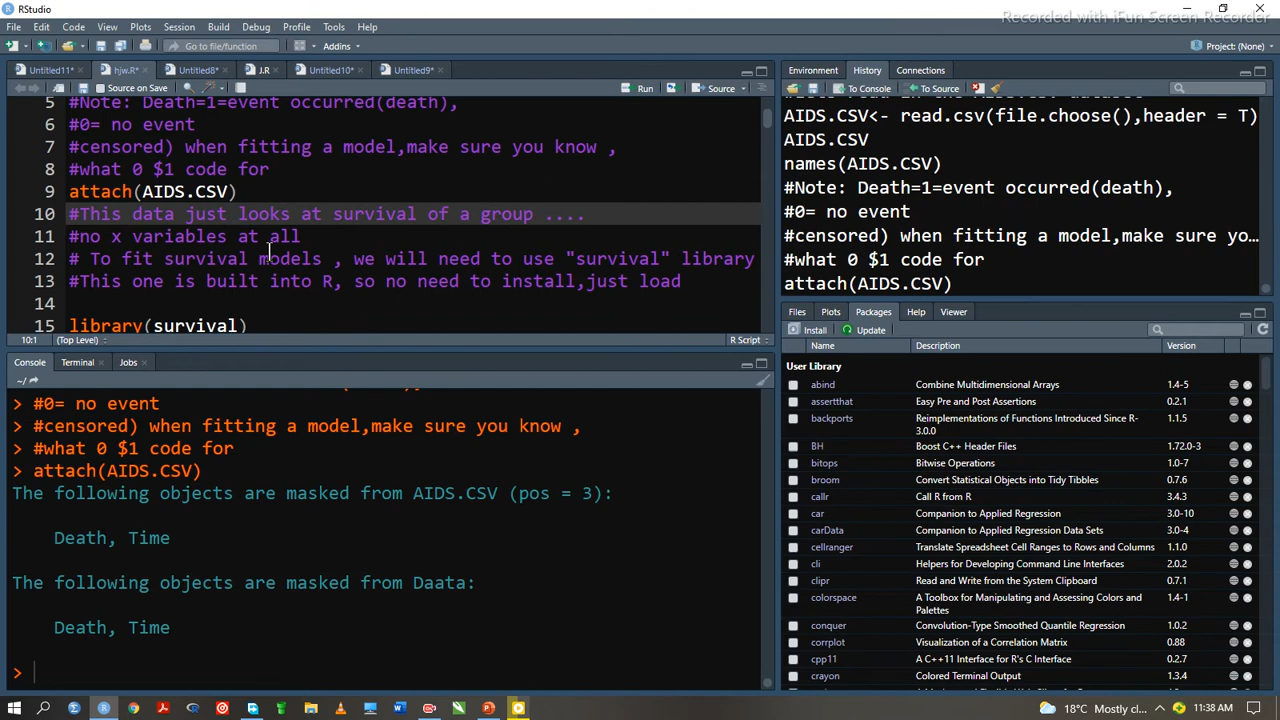 RStudio
Recorded with iFun Screen Recorder
File Edit Code View Plots Session Build Debug Profile Tools Help
Go to file/function Addins Project: (None)
Untitled11* hjw.R* Untitled8* J.R Untitled10* Untitled9*
Source on Save Run Source
5 #Note: Death=1=event occurred(death),
6 #0= no event
7 #censored) when fitting a model,make sure you know ,
8 #what 0 $1 code for
9 attach(AIDS.CSV)
10 #This data just looks at survival of a group ....
11 #no x variables at all
12 # To fit survival models , we will need to use "survival" library
13 #This one is built into R, so no need to install,just load
14
15 library(survival)
10:1 (Top Level) R Script
Console Terminal Jobs
~/
> #0= no event
> #censored) when fitting a model,make sure you know ,
> #what 0 $1 code for
> attach(AIDS.CSV)
The following objects are masked from AIDS.CSV (pos = 3):
Death, Time
The following objects are masked from Daata:
Death, Time
>
Environment History Connections
To Console To Source
AIDS.CSV<- read.csv(file.choose(),header = T)
AIDS.CSV
names(AIDS.CSV)
#Note: Death=1=event occurred(death),
#0= no event
#censored) when fitting a model,make sure yo…
#what 0 $1 code for
attach(AIDS.CSV)
Files Plots Packages Help Viewer
Install Update
Name Description Version
User Library
abind Combine Multidimensional Arrays 1.4-5
assertthat Easy Pre and Post Assertions 0.2.1
backports Reimplementations of Functions Introduced Since R-3.0.0 1.1.5
BH Boost C++ Header Files 1.72.0-3
bitops Bitwise Operations 1.0-7
broom Convert Statistical Objects into Tidy Tibbles 0.7.6
callr Call R from R 3.4.3
car Companion to Applied Regression 3.0-10
carData Companion to Applied Regression Data Sets 3.0-4
cellranger Translate Spreadsheet Cell Ranges to Rows and Columns 1.1.0
cli Helpers for Developing Command Line Interfaces 2.0.2
clipr Read and Write from the System Clipboard 0.7.1
colorspace A Toolbox for Manipulating and Assessing Colors and Palettes 1.4-1
conquer Convolution-Type Smoothed Quantile Regression 1.0.2
corrplot Visualization of a Correlation Matrix 0.88
cpp11 A C++11 Interface for R's C Interface 0.2.7
crayon Colored Terminal Output 1.3.4
18°C Mostly cl... 11:38 AM